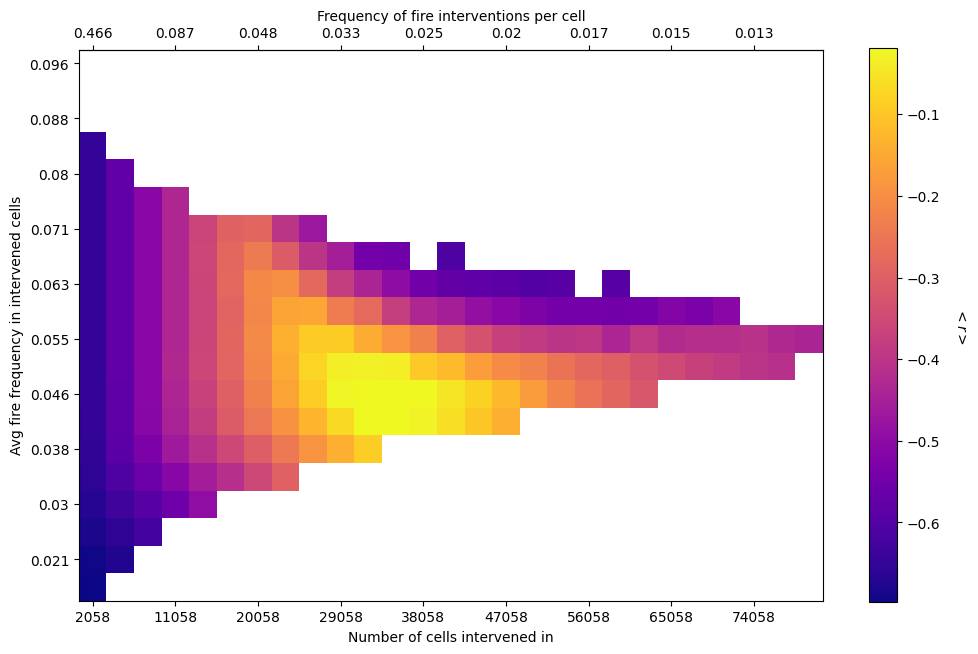 Frequency of fire interventions per cell
0.466 0.087 0.048 0.033 0.025 0.02 0.017 0.015 0.013
Avg fire frequency in intervened cells
0.096
0.088
0.08
0.071
0.063
0.055
0.046
0.038
0.03
0.021
2058 11058 20058 29058 38058 47058 56058 65058 74058
Number of cells intervened in
−0.1
−0.2
−0.3
−0.4
−0.5
−0.6
< r >